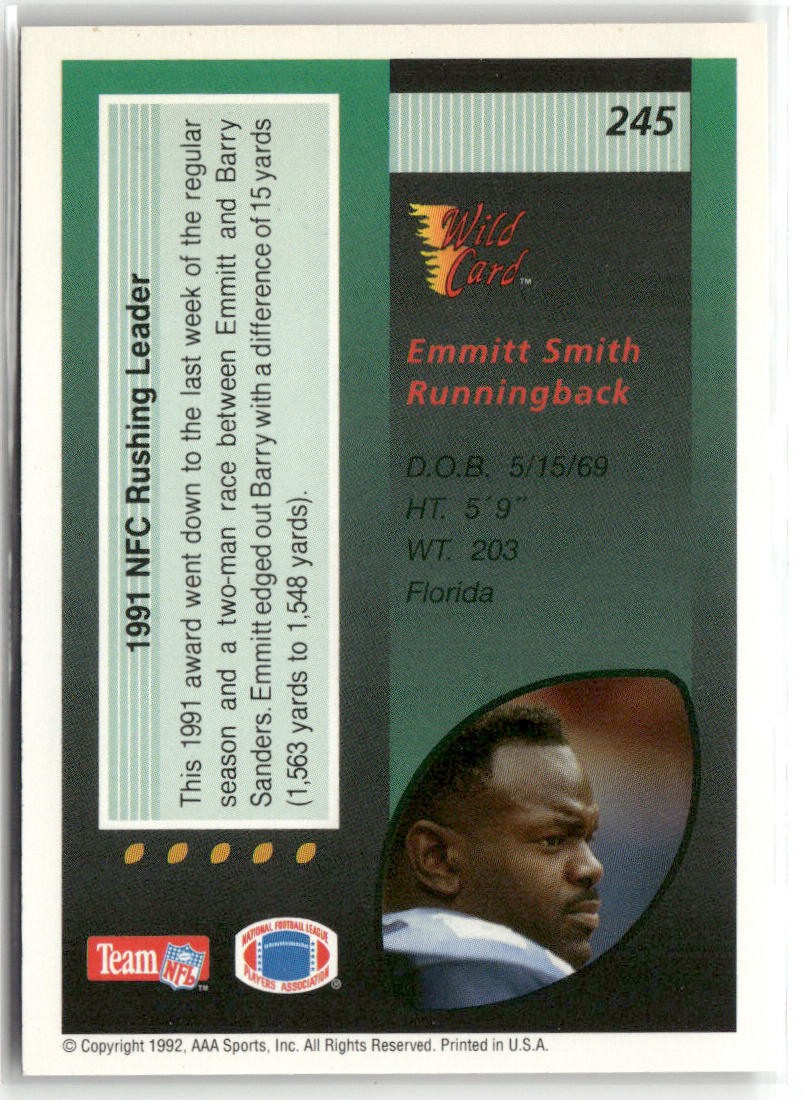 245
Wild
Card™
Emmitt Smith
Runningback
D.O.B. 5/15/69
HT. 5´9˝
WT. 203
Florida
1991 NFC Rushing Leader
This 1991 award went down to the last week of the regular
season and a two-man race between Emmitt and Barry
Sanders. Emmitt edged out Barry with a difference of 15 yards
(1,563 yards to 1,548 yards).
Team NFL™
NATIONAL FOOTBALL LEAGUE
PLAYERS ASSOCIATION®
© Copyright 1992, AAA Sports, Inc. All Rights Reserved. Printed in U.S.A.